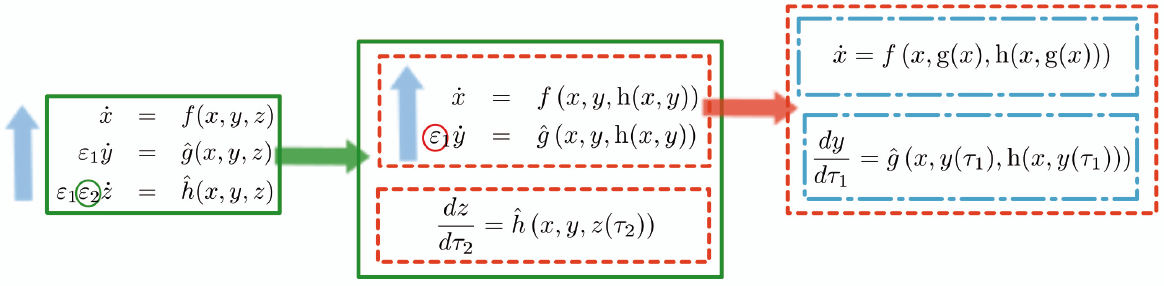 ẋ = f(x, y, z)
ε₁ẏ = ĝ(x, y, z)
ε₁ε₂ż = ĥ(x, y, z)
ẋ = f (x, y, h(x, y))
ε₁ẏ = ĝ (x, y, h(x, y))
dz/dτ₂ = ĥ (x, y, z(τ₂))
ẋ = f (x, g(x), h(x, g(x)))
dy/dτ₁ = ĝ (x, y(τ₁), h(x, y(τ₁)))